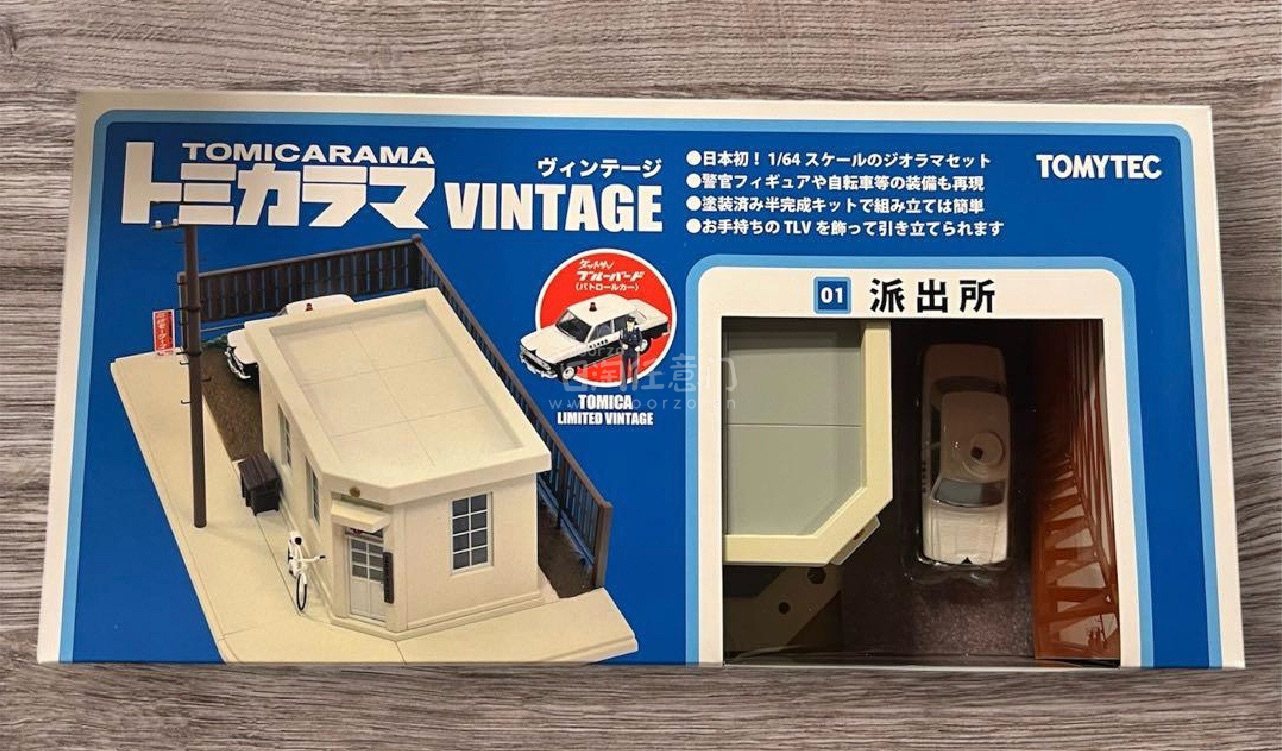 TOMICARAMA
トミカラマ
ヴィンテージ
VINTAGE
●日本初！1/64 スケールのジオラマセット
●警官フィギュアや自転車等の装備も再現
●塗装済み半完成キットで組み立ては簡単
●お手持ちの TLV を飾って引き立てられます
TOMYTEC
ダットサン
ブルーバード
（パトロールカー）
TOMICA
LIMITED VINTAGE
01 派出所
日淘任意门